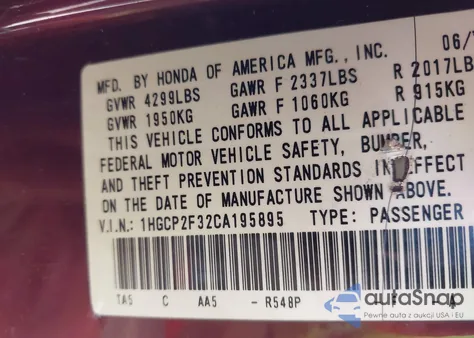 MFD. BY HONDA OF AMERICA MFG., INC. 06/
GVWR 4299LBS GAWR F 2337LBS R 2017LB
GVWR 1950KG GAWR F 1060KG R 915KG
THIS VEHICLE CONFORMS TO ALL APPLICABLE
FEDERAL MOTOR VEHICLE SAFETY, BUMPER,
AND THEFT PREVENTION STANDARDS IN EFFECT
ON THE DATE OF MANUFACTURE SHOWN ABOVE.
V.I.N.: 1HGCP2F32CA195895 TYPE: PASSENGER
TA5 C AA5 - R548P
autoSnap
Pewne auta z aukcji USA i EU